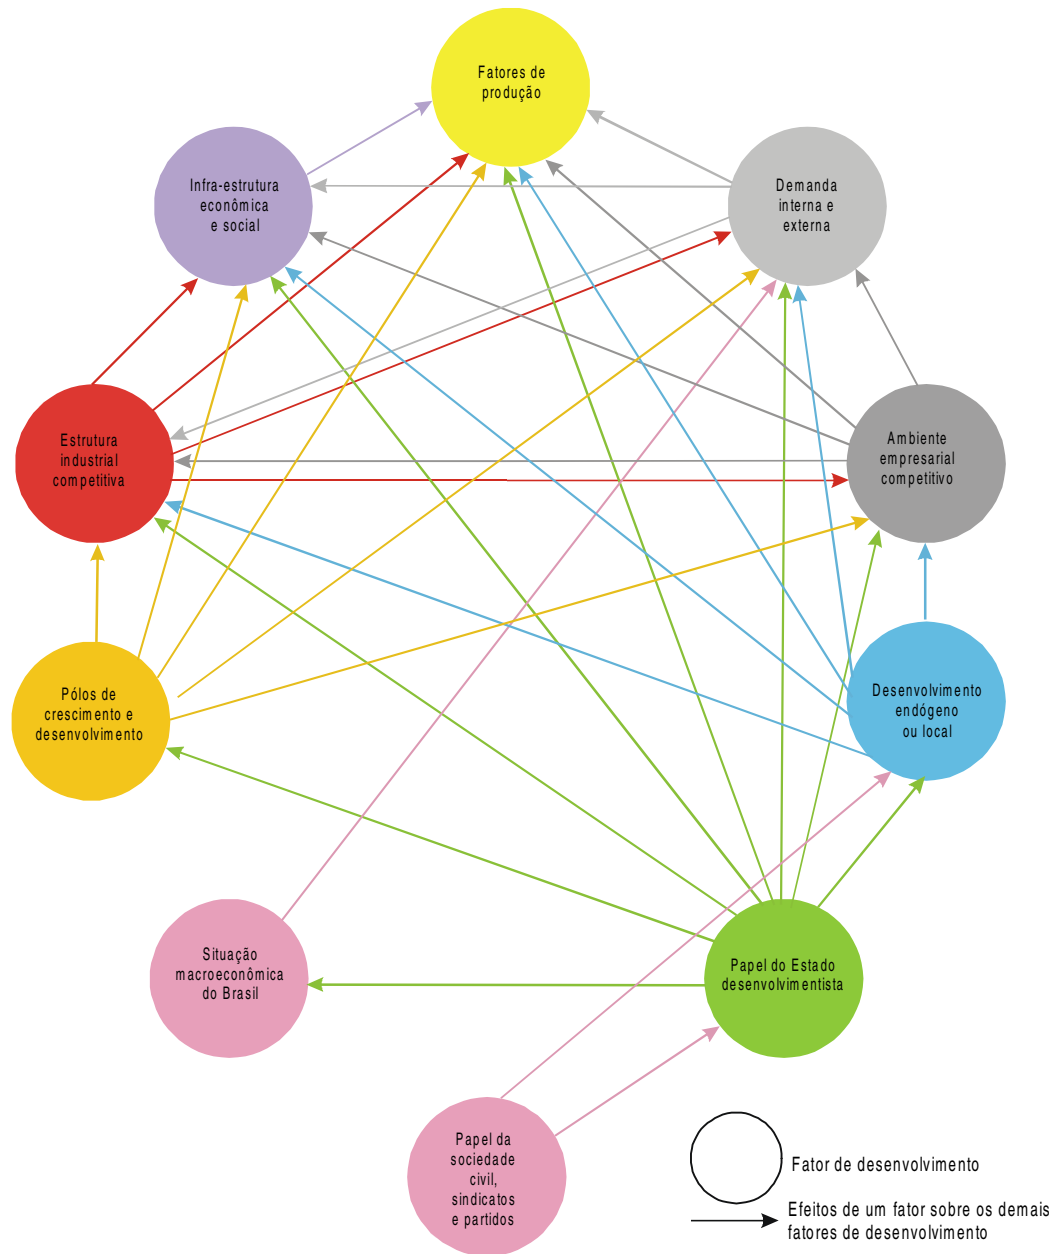 Fatores de
produção
Infra-estrutura
econômica
e social
Demanda
interna e
externa
Estrutura
industrial
competitiva
Ambiente
empresarial
competitivo
Pólos de
crescimento e
desenvolvimento
Desenvolvimento
endógeno
ou local
Situação
macroeconômica
do Brasil
Papel do Estado
desenvolvimentista
Papel da
sociedade
civil,
sindicatos
e partidos
Fator de desenvolvimento
Efeitos de um fator sobre os demais
fatores de desenvolvimento